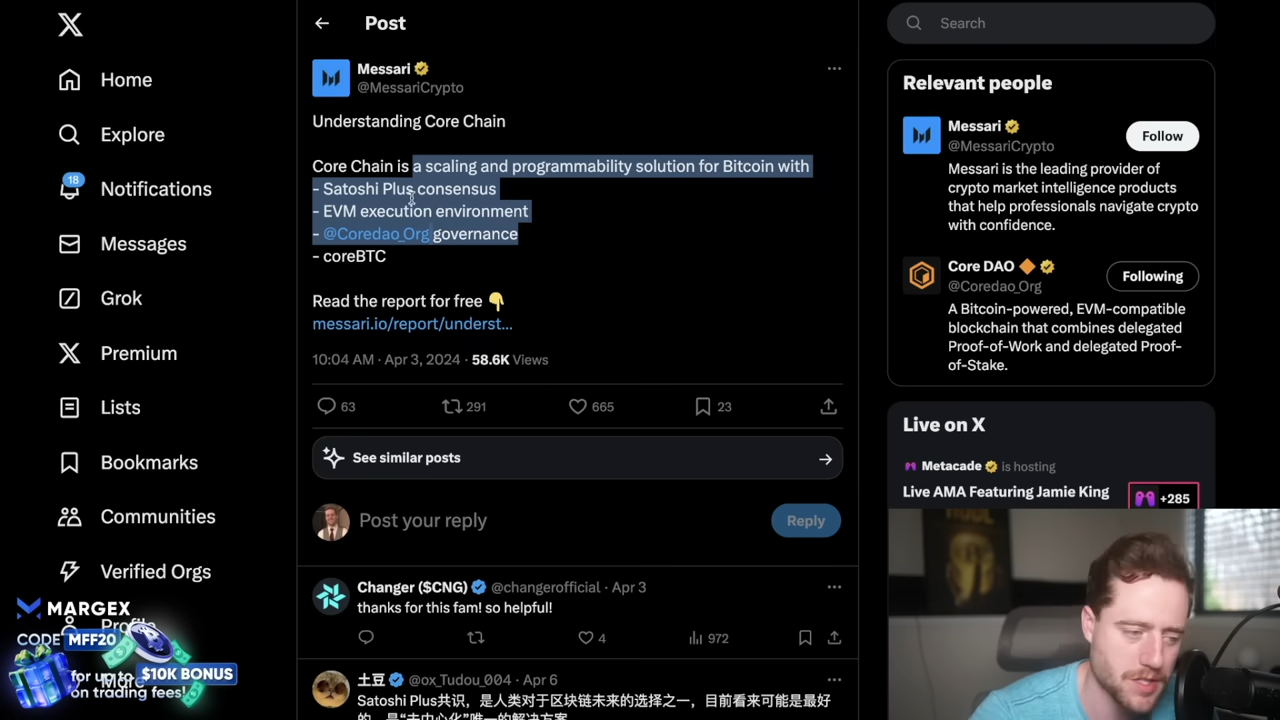 Post
Search
Home
Explore
18
Notifications
Messages
Grok
Premium
Lists
Bookmarks
Communities
Verified Orgs
Profile
More
Messari
@MessariCrypto
Understanding Core Chain
Core Chain is a scaling and programmability solution for Bitcoin with
- Satoshi Plus consensus
- EVM execution environment
- @Coredao_Org governance
- coreBTC
Read the report for free 👇
messari.io/report/underst...
10:04 AM · Apr 3, 2024 · 58.6K Views
63 291 665 23
See similar posts
Post your reply
Reply
Changer ($CNG) @changerofficial · Apr 3
thanks for this fam! so helpful!
4 972
土豆 @ox_Tudou_004 · Apr 6
Satoshi Plus共识，是人类对于区块链未来的选择之一，目前看来可能是最好
的、是“去中心化”唯一的解决方案
Relevant people
Messari
@MessariCrypto
Follow
Messari is the leading provider of
crypto market intelligence products
that help professionals navigate crypto
with confidence.
Core DAO 🔶
@Coredao_Org
Following
A Bitcoin-powered, EVM-compatible
blockchain that combines delegated
Proof-of-Work and delegated Proof-
of-Stake.
Live on X
Metacade is hosting
Live AMA Featuring Jamie King
+285
MARGEX
CODE MFF20
for up to $10K BONUS
on trading fees!